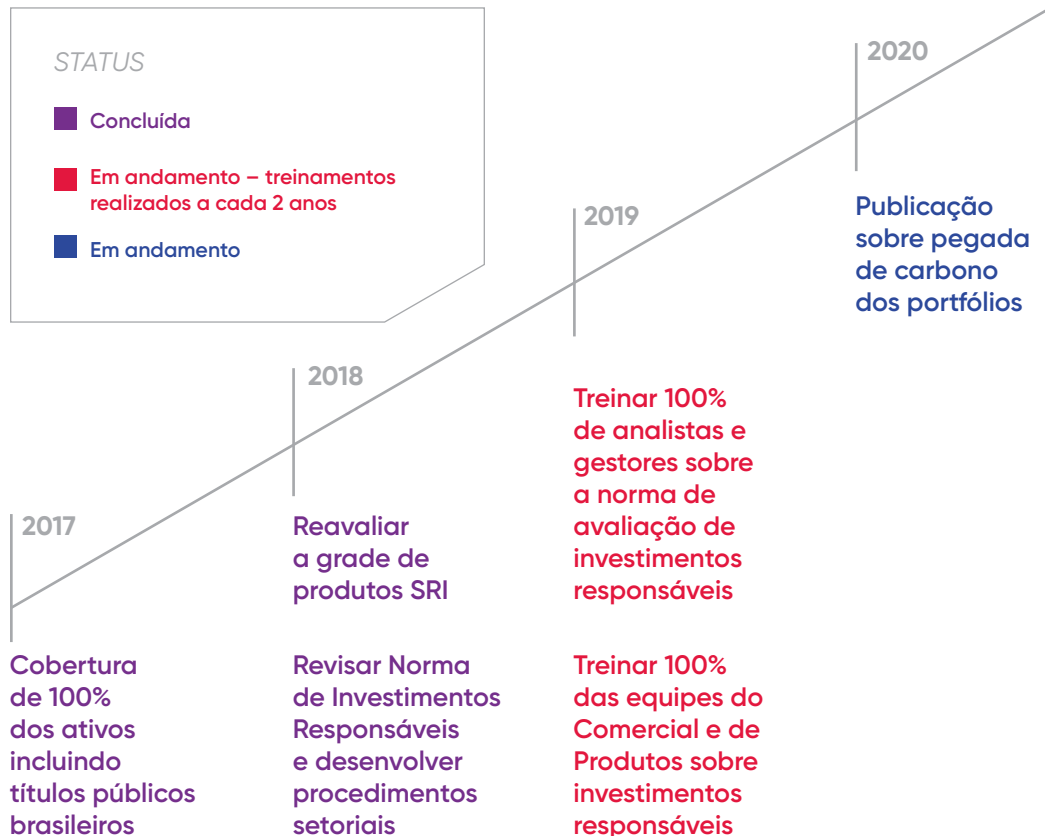 STATUS
Concluída
Em andamento – treinamentos
realizados a cada 2 anos
Em andamento
2017
Cobertura
de 100%
dos ativos
incluindo
títulos públicos
brasileiros
2018
Reavaliar
a grade de
produtos SRI
Revisar Norma
de Investimentos
Responsáveis
e desenvolver
procedimentos
setoriais
2019
Treinar 100%
de analistas e
gestores sobre
a norma de
avaliação de
investimentos
responsáveis
Treinar 100%
das equipes do
Comercial e de
Produtos sobre
investimentos
responsáveis
2020
Publicação
sobre pegada
de carbono
dos portfólios